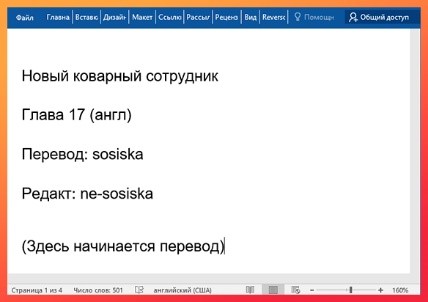 Файл Главна Вставк Дизайн Макет Ссылкі Рассыл Реценз Вид Reverso Помощн Общий доступ
Новый коварный сотрудник
Глава 17 (англ)
Перевод: sosiska
Редакт: ne-sosiska
(Здесь начинается перевод)
Страница 1 из 4 Число слов: 501 английский (США) - + 160%